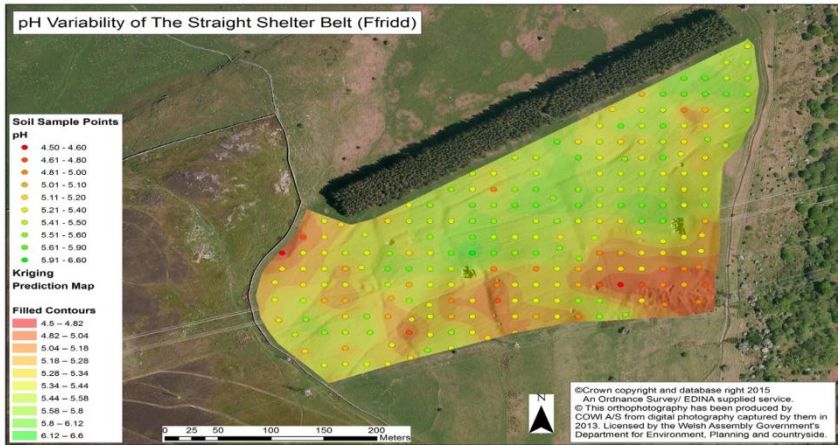 pH Variability of The Straight Shelter Belt (Ffridd)
Soil Sample Points
pH
4.50 - 4.60
4.61 - 4.80
4.81 - 5.00
5.01 - 5.10
5.11 - 5.20
5.21 - 5.40
5.41 - 5.50
5.51 - 5.60
5.61 - 5.90
5.91 - 6.60
Kriging
Prediction Map
Filled Contours
4.5 – 4.82
4.82 – 5.04
5.04 – 5.18
5.18 – 5.28
5.28 – 5.34
5.34 – 5.44
5.44 – 5.58
5.58 – 5.8
5.8 - 6.12
6.12 – 6.6
0 25 50 100 150 200
Meters
N
©Crown copyright and database right 2015
An Ordnance Survey/ EDINA supplied service.
© This orthophotography has been produced by
COWI A/S from digital photography captured by them in
2013. Licensed by the Welsh Assembly Government's
Department for Environment, Planning and countryside.